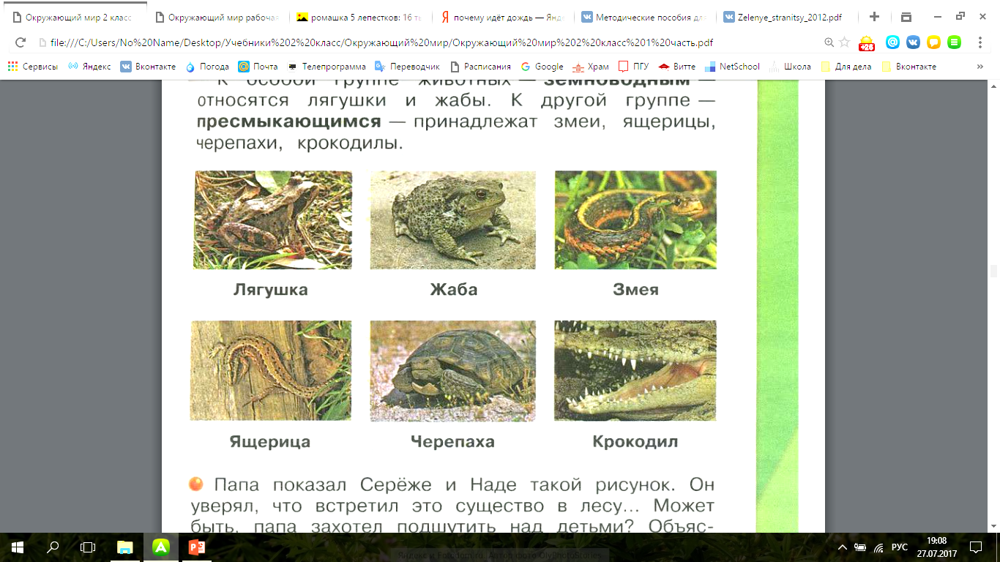 Окружающий мир 2 класс
Окружающий мир рабочая
ромашка 5 лепестков: 16 ты
почему идёт дождь — Янд
Методические пособия для
Zelenye_stranitsy_2012.pdf
file:///C:/Users/No%20Name/Desktop/Учебники%202%20класс/Окружающий%20мир/Окружающий%20мир%202%20класс%201%20часть.pdf
+28
Сервисы Яндекс Вконтакте Погода Почта Телепрограмма Переводчик Расписания Google Храм ПГУ Витте NetSchool Школа Для дела Вконтакте »
К особой группе животных — земноводным —
относятся лягушки и жабы. К другой группе —
пресмыкающимся — принадлежат змеи, ящерицы,
черепахи, крокодилы.
Лягушка Жаба Змея
Ящерица Черепаха Крокодил
Папа показал Серёже и Наде такой рисунок. Он
уверял, что встретил это существо в лесу... Может
быть, папа захотел подшутить над детьми? Объяс-
РУС
19:08
27.07.2017